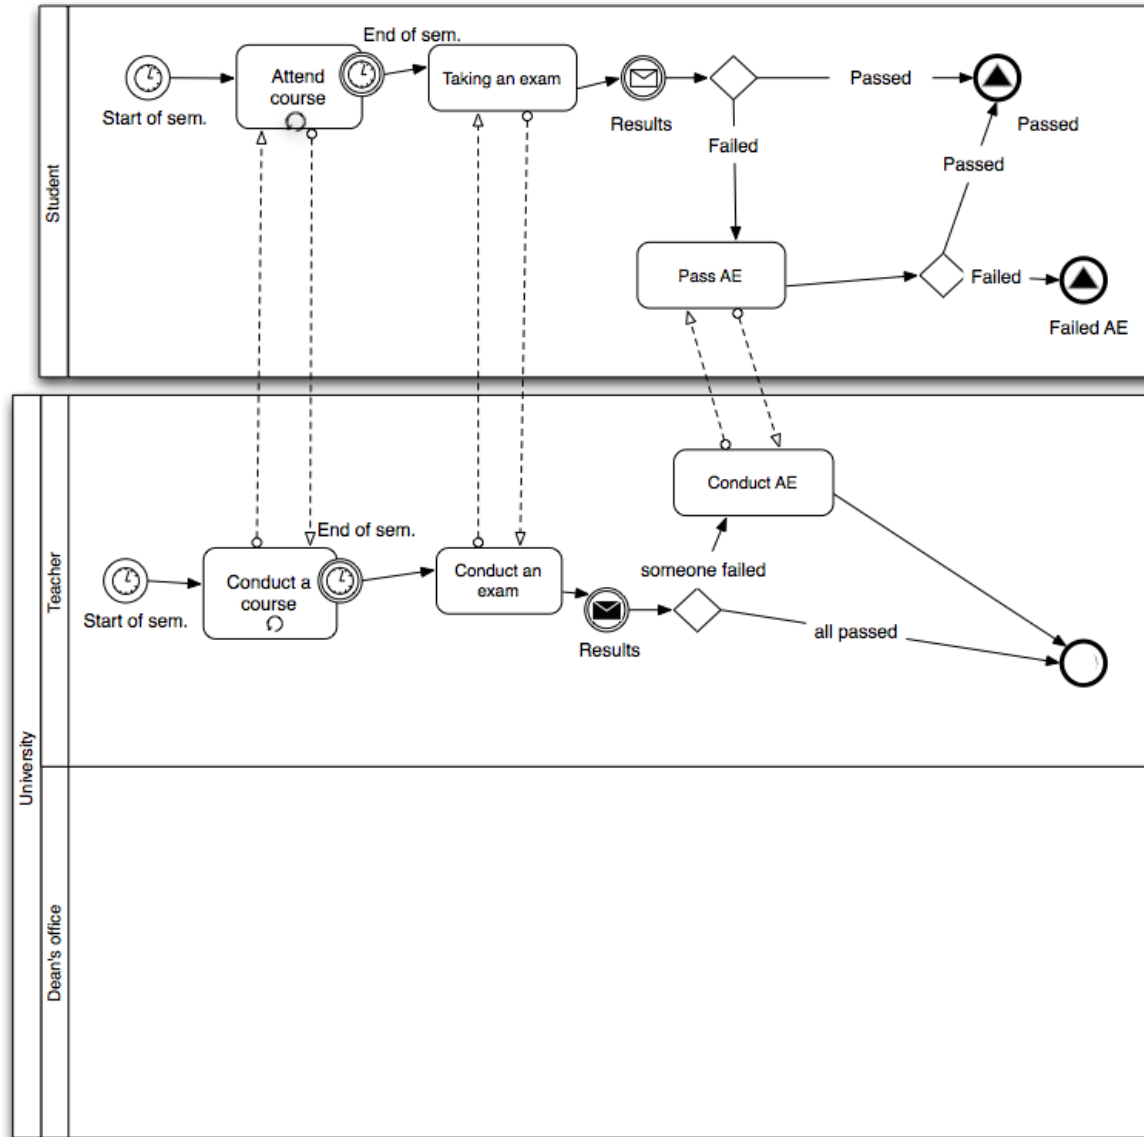 Student
Start of sem.
Attend
course
End of sem.
Taking an exam
Results
Passed
Passed
Failed
Passed
Pass AE
Failed
Failed AE
University
Teacher
Start of sem.
Conduct a
course
End of sem.
Conduct an
exam
Results
someone failed
Conduct AE
all passed
Dean's office